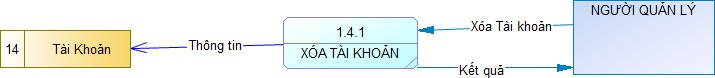 14
Tài Khoản
Thông tin
1.4.1
XÓA TÀI KHOẢN
Xóa Tài khoản
Kết quả
NGƯỜI QUẢN LÝ